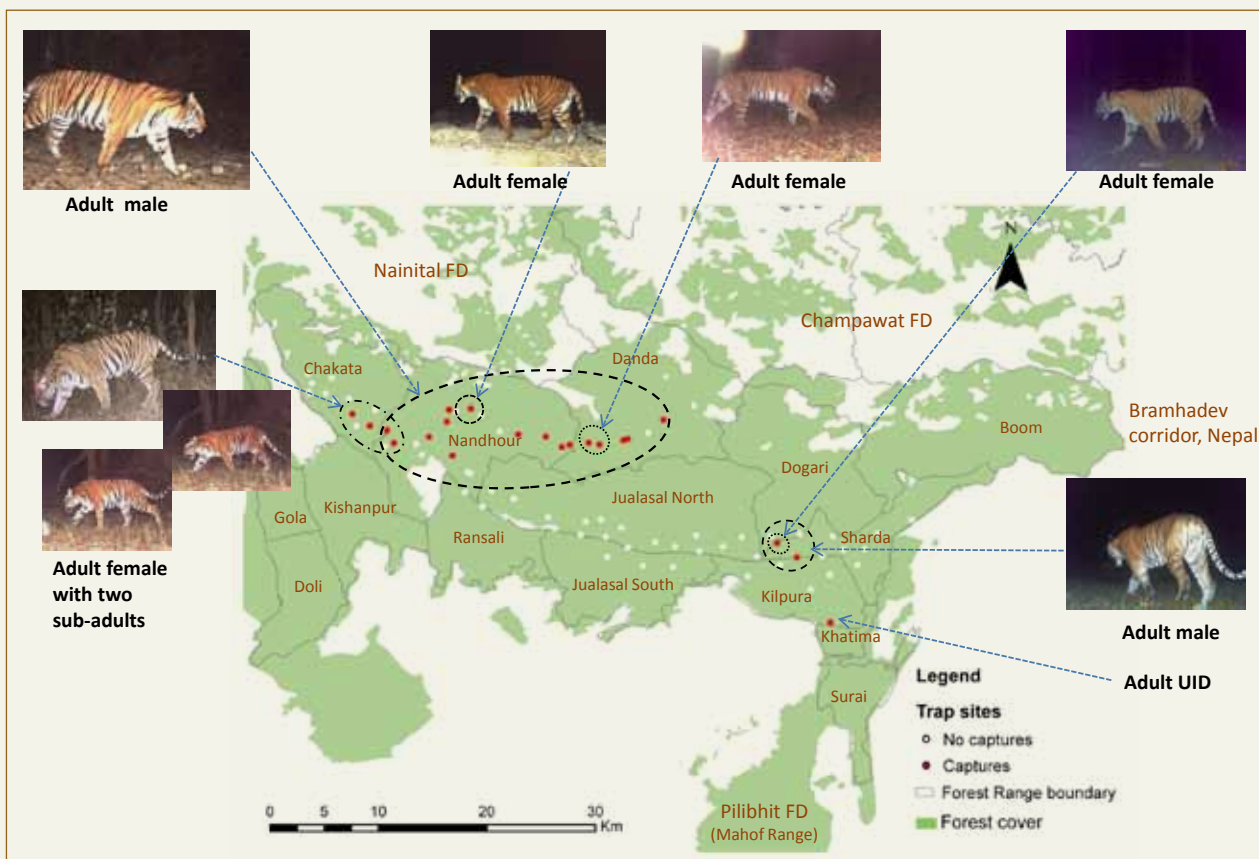 Adult male
Adult female
Adult female
Adult female
N
Nainital FD
Champawat FD
Chakata
Danda
Nandhour
Boom
Bramhadev
corridor, Nepal
Dogari
Jualasal North
Gola
Kishanpur
Ransali
Sharda
Doli
Jualasal South
Kilpura
Khatima
Adult female
with two
sub-adults
Adult male
Adult UID
Surai
Legend
Trap sites
No captures
Captures
Forest Range boundary
Forest cover
0 10 20 30
Km
Pilibhit FD
(Mahof Range)